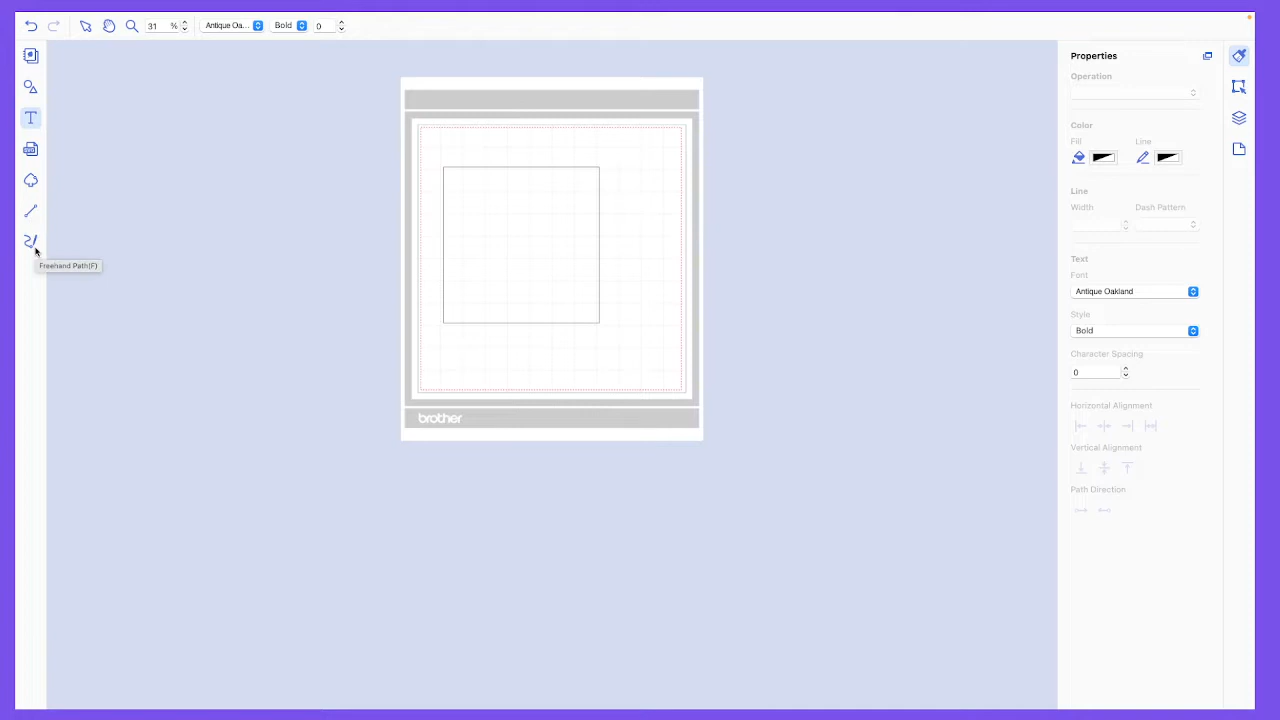 31 %
Antique Oa...
Bold
0
Properties
Operation
Color
Fill
Line
Line
Width
Dash Pattern
Freehand Path(F)
Text
Font
Antique Oakland
Style
Bold
Character Spacing
0
Horizontal Alignment
brother
Vertical Alignment
Path Direction